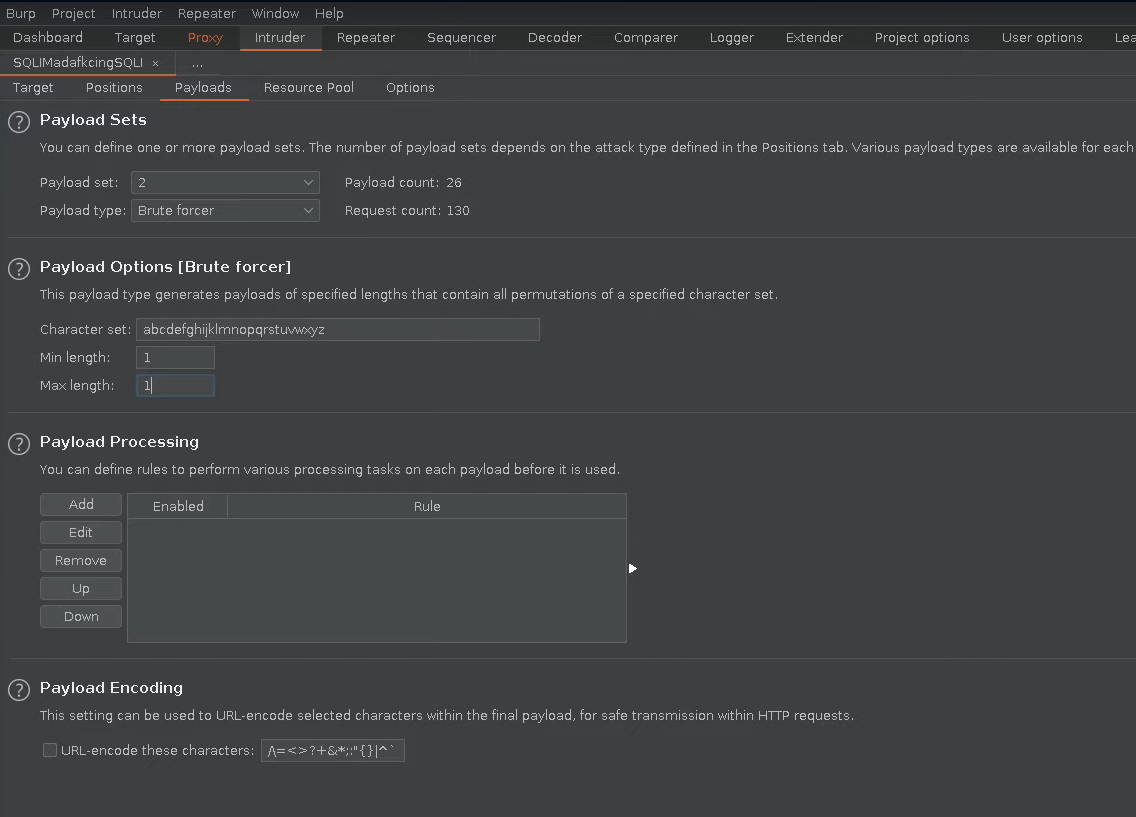 Burp Project Intruder Repeater Window Help
Dashboard Target Proxy Intruder Repeater Sequencer Decoder Comparer Logger Extender Project options User options Lea
SQLIMadafkcingSQLI × ...
Target Positions Payloads Resource Pool Options
? Payload Sets
You can define one or more payload sets. The number of payload sets depends on the attack type defined in the Positions tab. Various payload types are available for each
Payload set: 2 Payload count: 26
Payload type: Brute forcer Request count: 130
? Payload Options [Brute forcer]
This payload type generates payloads of specified lengths that contain all permutations of a specified character set.
Character set: abcdefghijklmnopqrstuvwxyz
Min length: 1
Max length: 1
? Payload Processing
You can define rules to perform various processing tasks on each payload before it is used.
Add Enabled Rule
Edit
Remove
Up
Down
? Payload Encoding
This setting can be used to URL-encode selected characters within the final payload, for safe transmission within HTTP requests.
URL-encode these characters: /\=<>?+&*;:"{}|^`